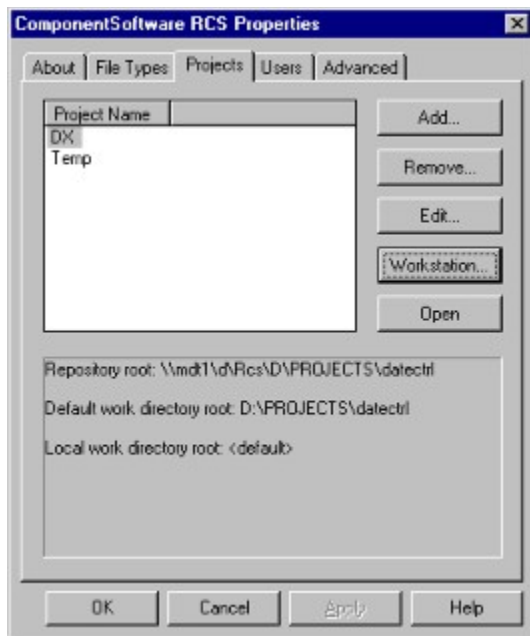 ComponentSoftware RCS Properties
About File Types Projects Users Advanced
Project Name
DX
Temp
Add...
Remove...
Edit...
Workstation...
Open
Repository root: \\mdt1\d\Rcs\D\PROJECTS\datectrl
Default work directory root: D:\PROJECTS\datectrl
Local work directory root: <default>
OK Cancel Apply Help